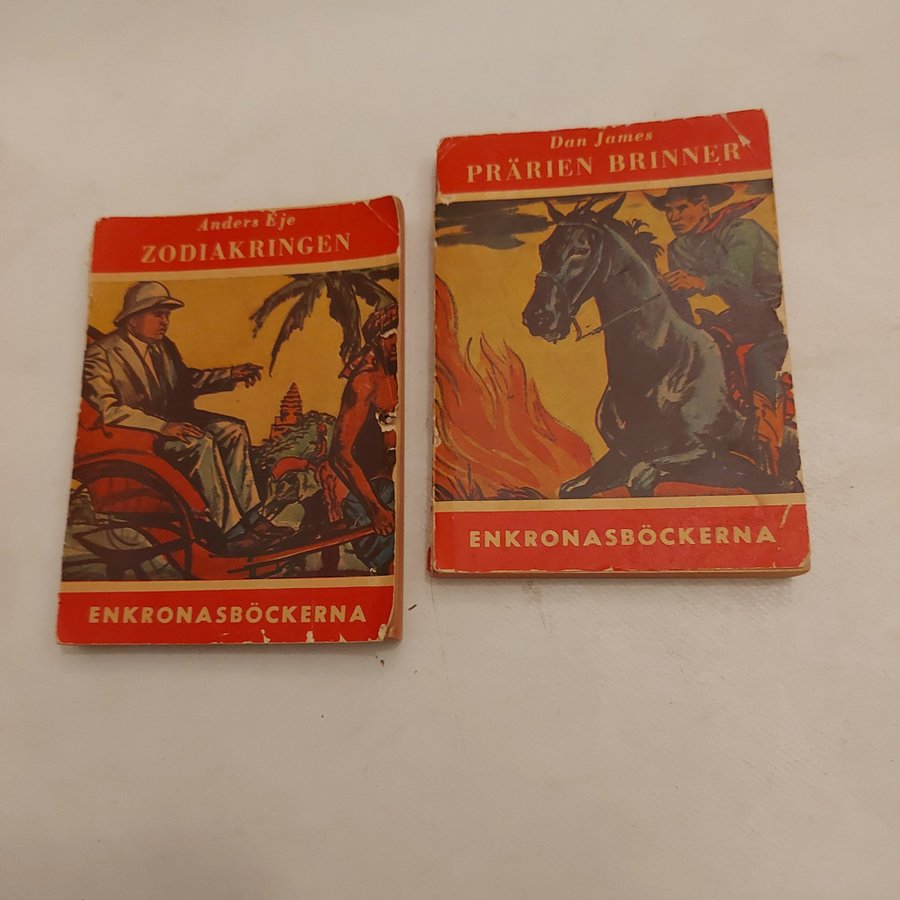 Anders Eje
ZODIAKRINGEN
ENKRONASBÖCKERNA
Dan James
PRÄRIEN BRINNER
ENKRONASBÖCKERNA